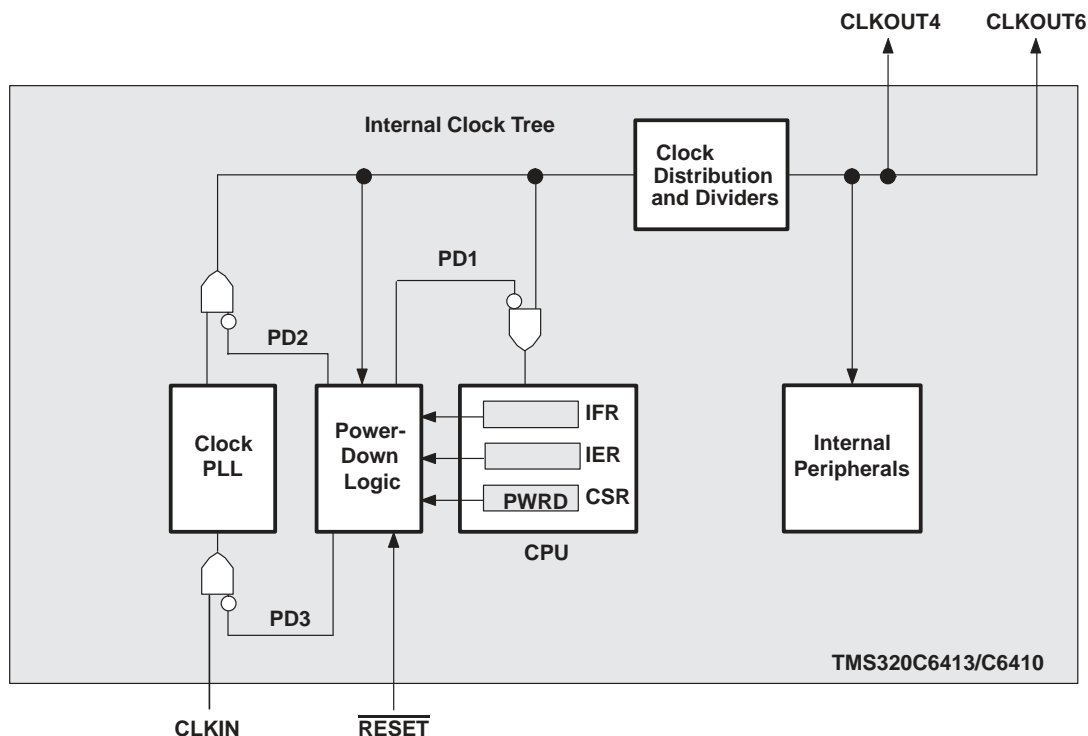 CLKOUT4 CLKOUT6
Internal Clock Tree
Clock
Distribution
and Dividers
PD1
PD2
Clock
PLL
Power-
Down
Logic
IFR
IER
PWRD CSR
CPU
Internal
Peripherals
PD3
TMS320C6413/C6410
CLKIN RESET